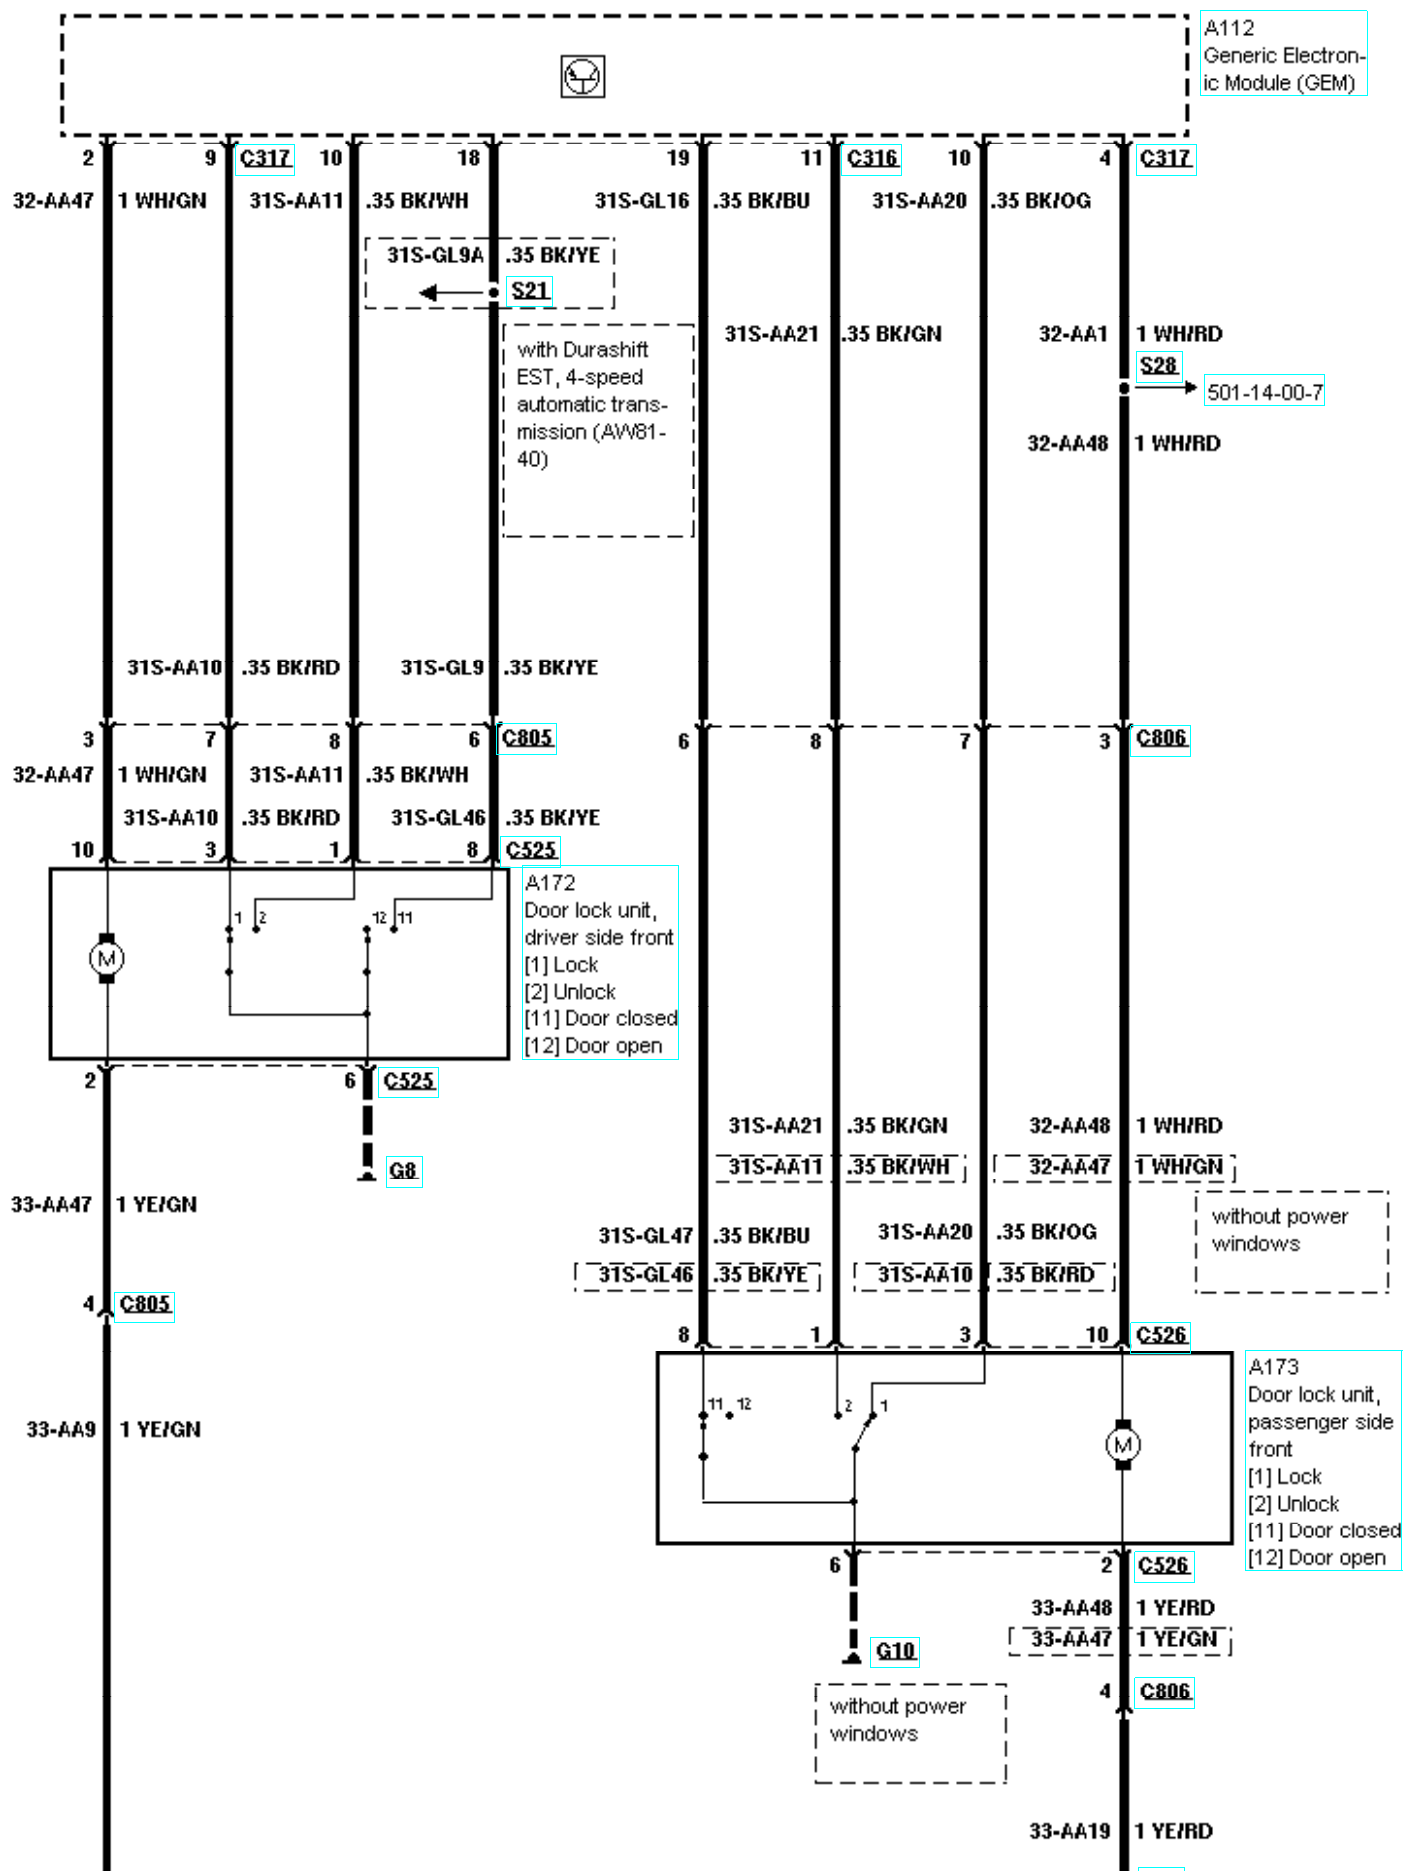 A112
Generic Electron-
ic Module (GEM)
2 9 C317 10 18 19 11 C316 10 4 C317
32-AA47 1 WH/GN 31S-AA11 .35 BK/WH 31S-GL16 .35 BK/BU 31S-AA20 .35 BK/OG
31S-GL9A .35 BK/YE
S21
31S-AA21 .35 BK/GN 32-AA1 1 WH/RD
with Durashift
EST, 4-speed
automatic trans-
mission (AW81-
40)
S28
501-14-00-7
32-AA48 1 WH/RD
31S-AA10 .35 BK/RD 31S-GL9 .35 BK/YE
3 7 8 6 C805 6 8 7 3 C806
32-AA47 1 WH/GN 31S-AA11 .35 BK/WH
31S-AA10 .35 BK/RD 31S-GL46 .35 BK/YE
10 3 1 8 C525
A172
Door lock unit,
driver side front
[1] Lock
[2] Unlock
[11] Door closed
[12] Door open
1 2 12 11
M
2 6 C525
G8
31S-AA21 .35 BK/GN 32-AA48 1 WH/RD
31S-AA11 .35 BK/WH 32-AA47 1 WH/GN
33-AA47 1 YE/GN
without power
windows
31S-GL47 .35 BK/BU 31S-AA20 .35 BK/OG
31S-GL46 .35 BK/YE 31S-AA10 .35 BK/RD
4 C805
8 1 3 10 C526
A173
Door lock unit,
passenger side
front
[1] Lock
[2] Unlock
[11] Door closed
[12] Door open
11 12 2 1
M
33-AA9 1 YE/GN
6 2 C526
33-AA48 1 YE/RD
33-AA47 1 YE/GN
G10
4 C806
without power
windows
33-AA19 1 YE/RD